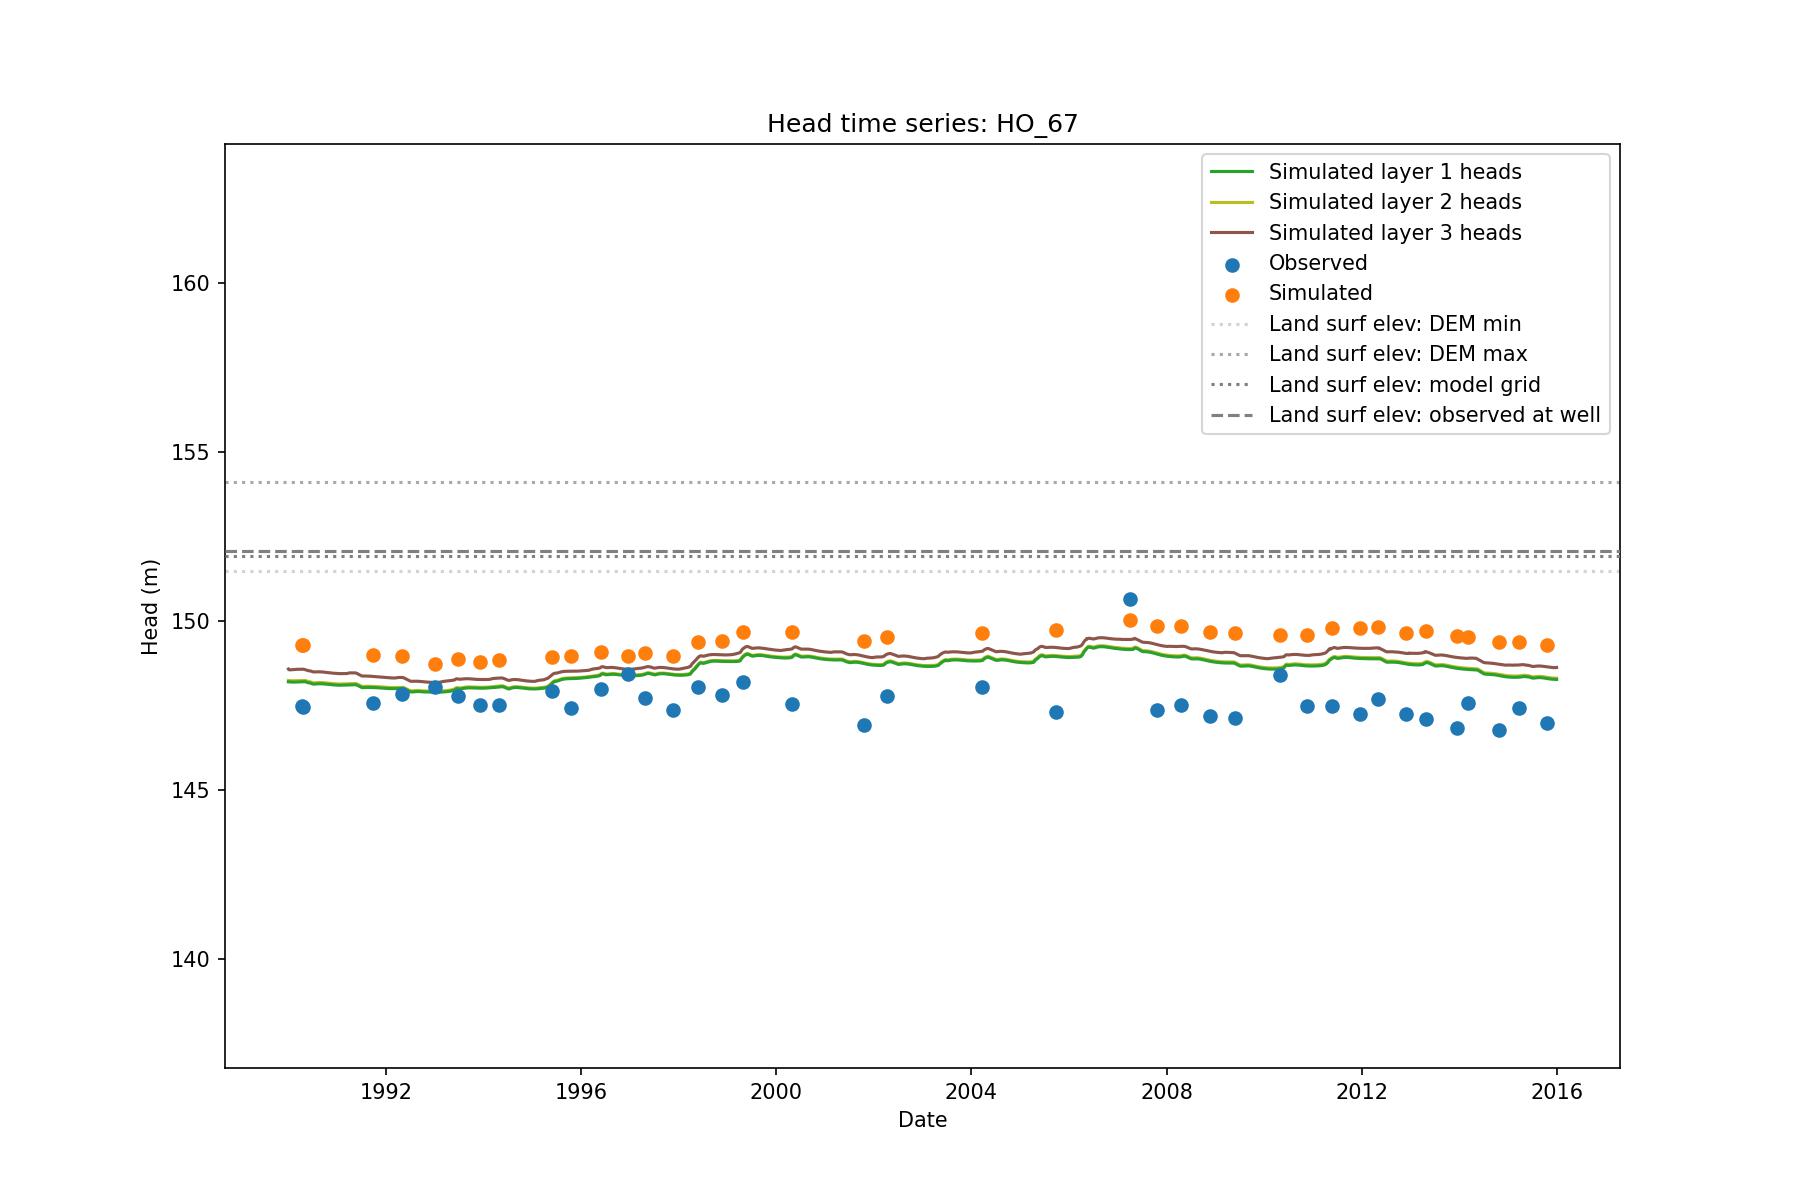 Head time series: HO_67
Simulated layer 1 heads
Simulated layer 2 heads
Simulated layer 3 heads
Observed
Simulated
Land surf elev: DEM min
Land surf elev: DEM max
Land surf elev: model grid
Land surf elev: observed at well
160
155
150
145
140
Head (m)
1992 1996 2000 2004 2008 2012 2016
Date